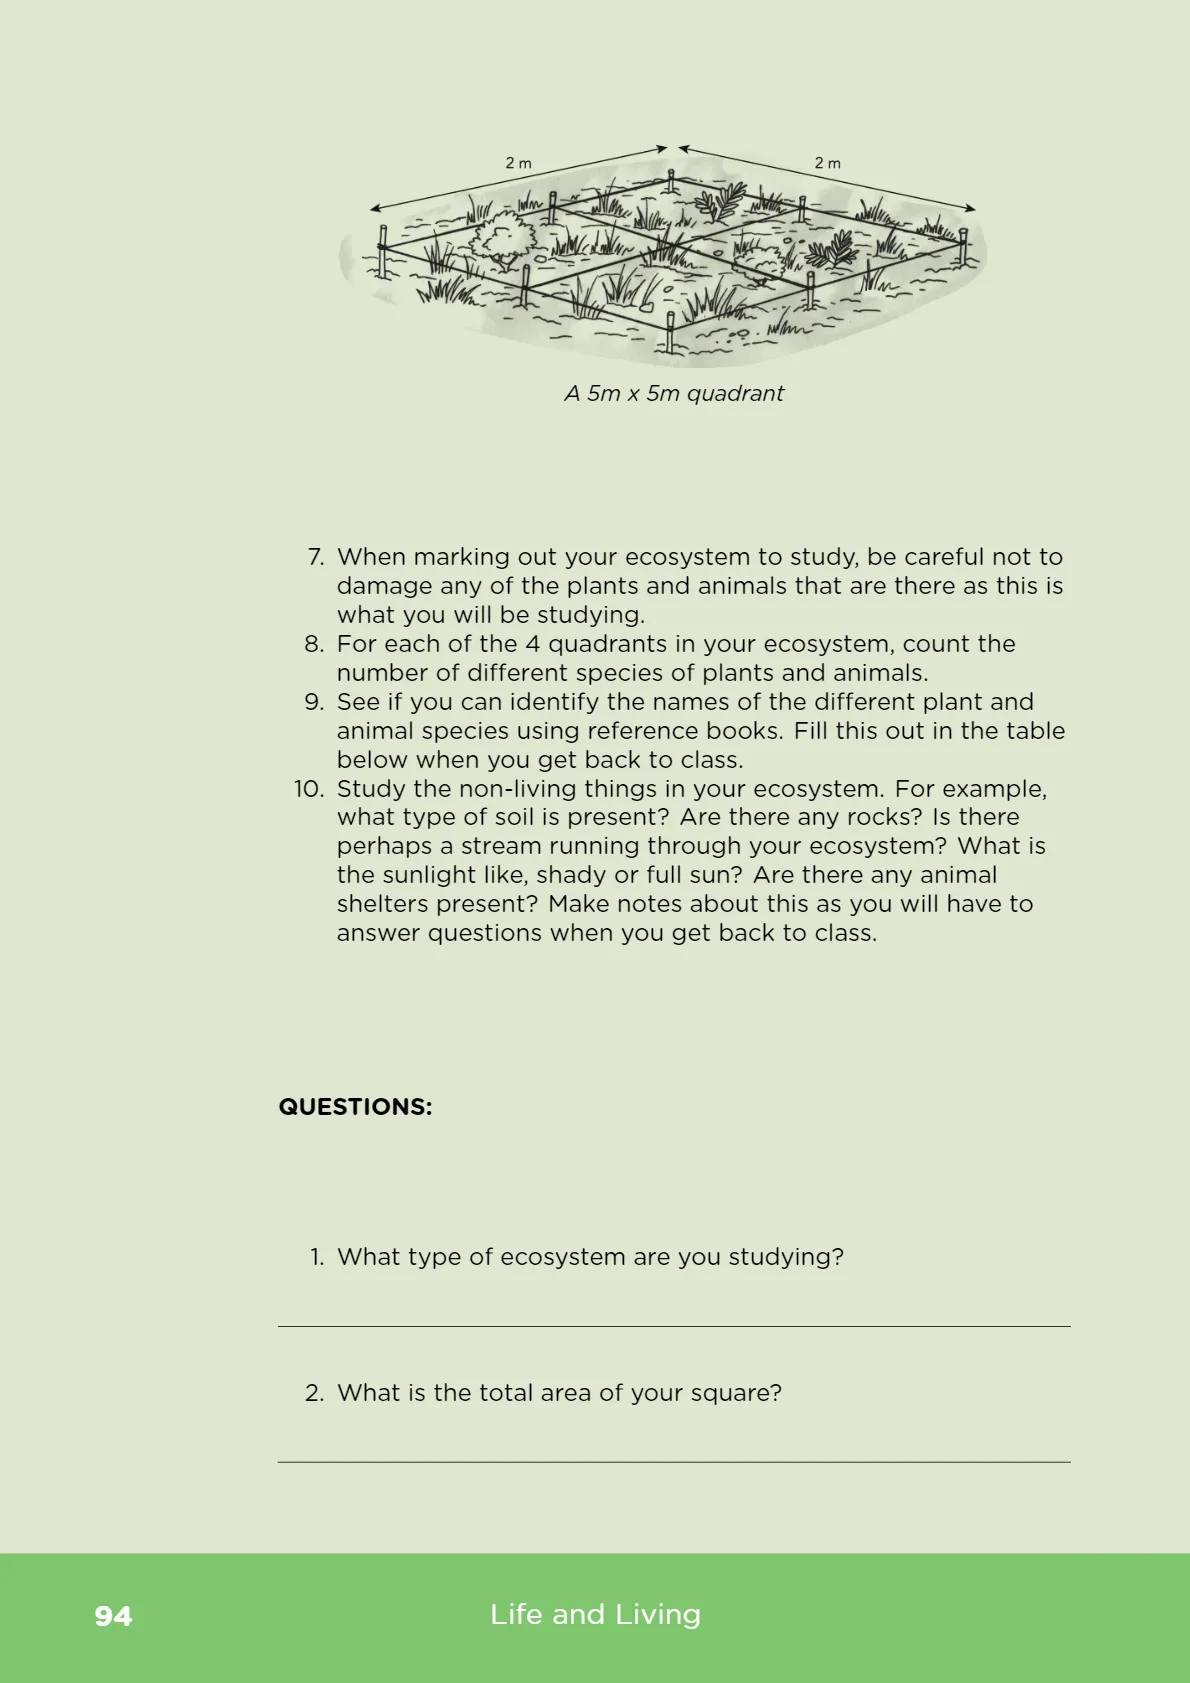 2 m 2 m
A 5m x 5m quadrant
7. When marking out your ecosystem to study, be careful not to
damage any of the plants and animals that are there as this is
what you will be studying.
8. For each of the 4 quadrants in your ecosystem, count the
number of different species of plants and animals.
9. See if you can identify the names of the different plant and
animal species using reference books. Fill this out in the table
below when you get back to class.
10. Study the non-living things in your ecosystem. For example,
what type of soil is present? Are there any rocks? Is there
perhaps a stream running through your ecosystem? What is
the sunlight like, shady or full sun? Are there any animal
shelters present? Make notes about this as you will have to
answer questions when you get back to class.
QUESTIONS:
1. What type of ecosystem are you studying?
2. What is the total area of your square?
94 Life and Living